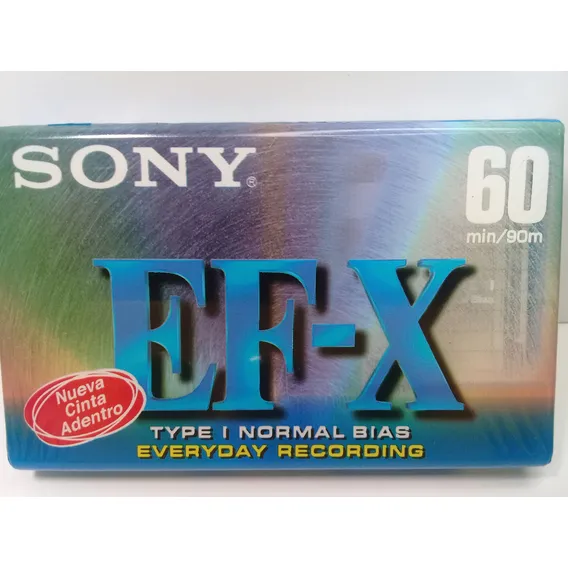 SONY®
60
min/90m
EF-X
Nueva
Cinta
Adentro
TYPE I NORMAL BIAS
EVERYDAY RECORDING